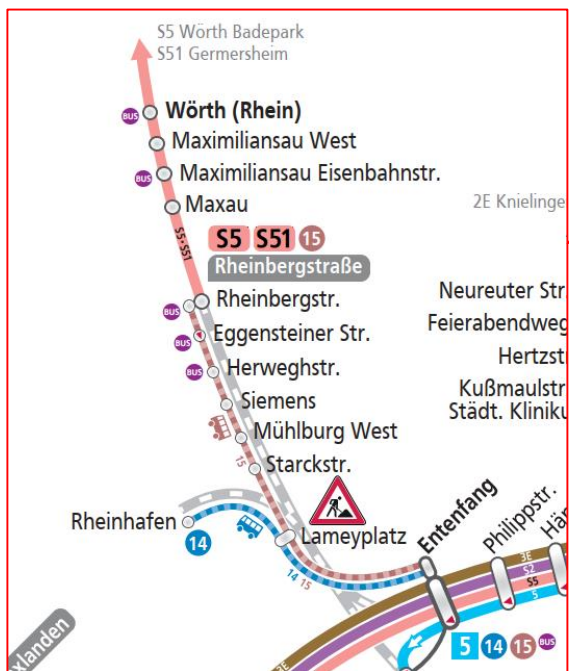 S5 Wörth Badepark
S51 Germersheim
BUS
Wörth (Rhein)
Maximiliansau West
BUS
Maximiliansau Eisenbahnstr.
Maxau
S5•S51
S5 S51 15
Rheinbergstraße
2E Knielinge
BUS
Rheinbergstr.
Neureuter Str.
BUS
Eggensteiner Str.
Feierabendweg
BUS
Herweghstr.
Hertzst
Siemens
Kußmaulstr
Städt. Kliniku
Mühlburg West
15
Starckstr.
Rheinhafen
14
Lameyplatz
14 15
Entenfang
Philippstr.
Här
3E
S2
S5
5
5 14 15 BUS
xlanden
3E